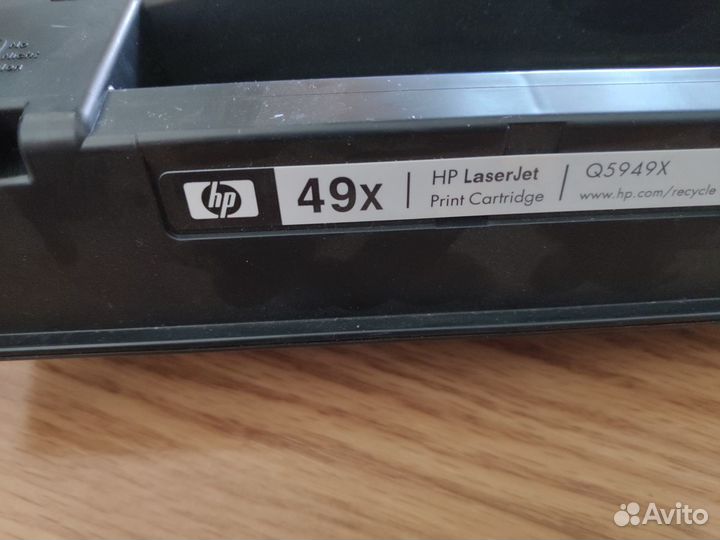 hp
49X
HP LaserJet
Print Cartridge
Q5949X
www.hp.com/recycle
Avito